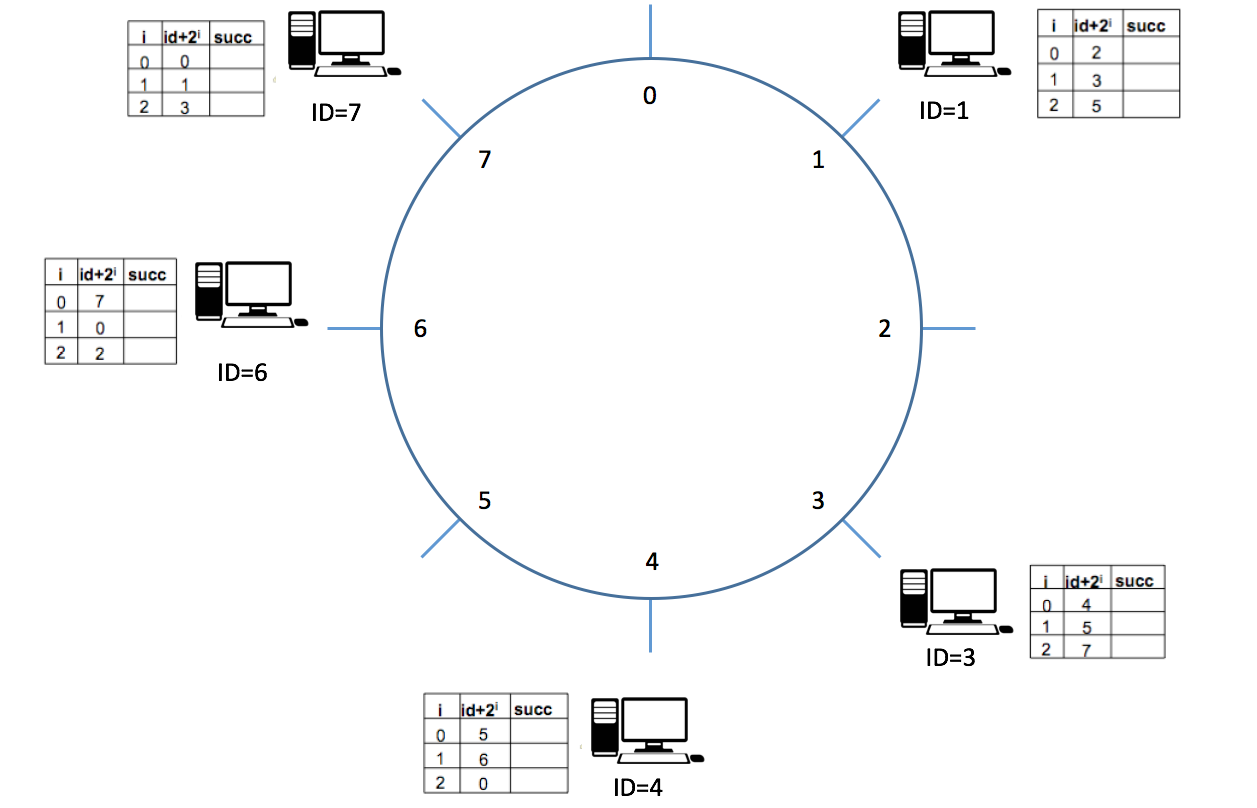 i id+2ⁱ succ
0 0
1 1
2 3
ID=7
i id+2ⁱ succ
0 2
1 3
2 5
ID=1
0
7
1
i id+2ⁱ succ
0 7
1 0
2 2
ID=6
6
2
5
3
4
i id+2ⁱ succ
0 4
1 5
2 7
ID=3
i id+2ⁱ succ
0 5
1 6
2 0
ID=4